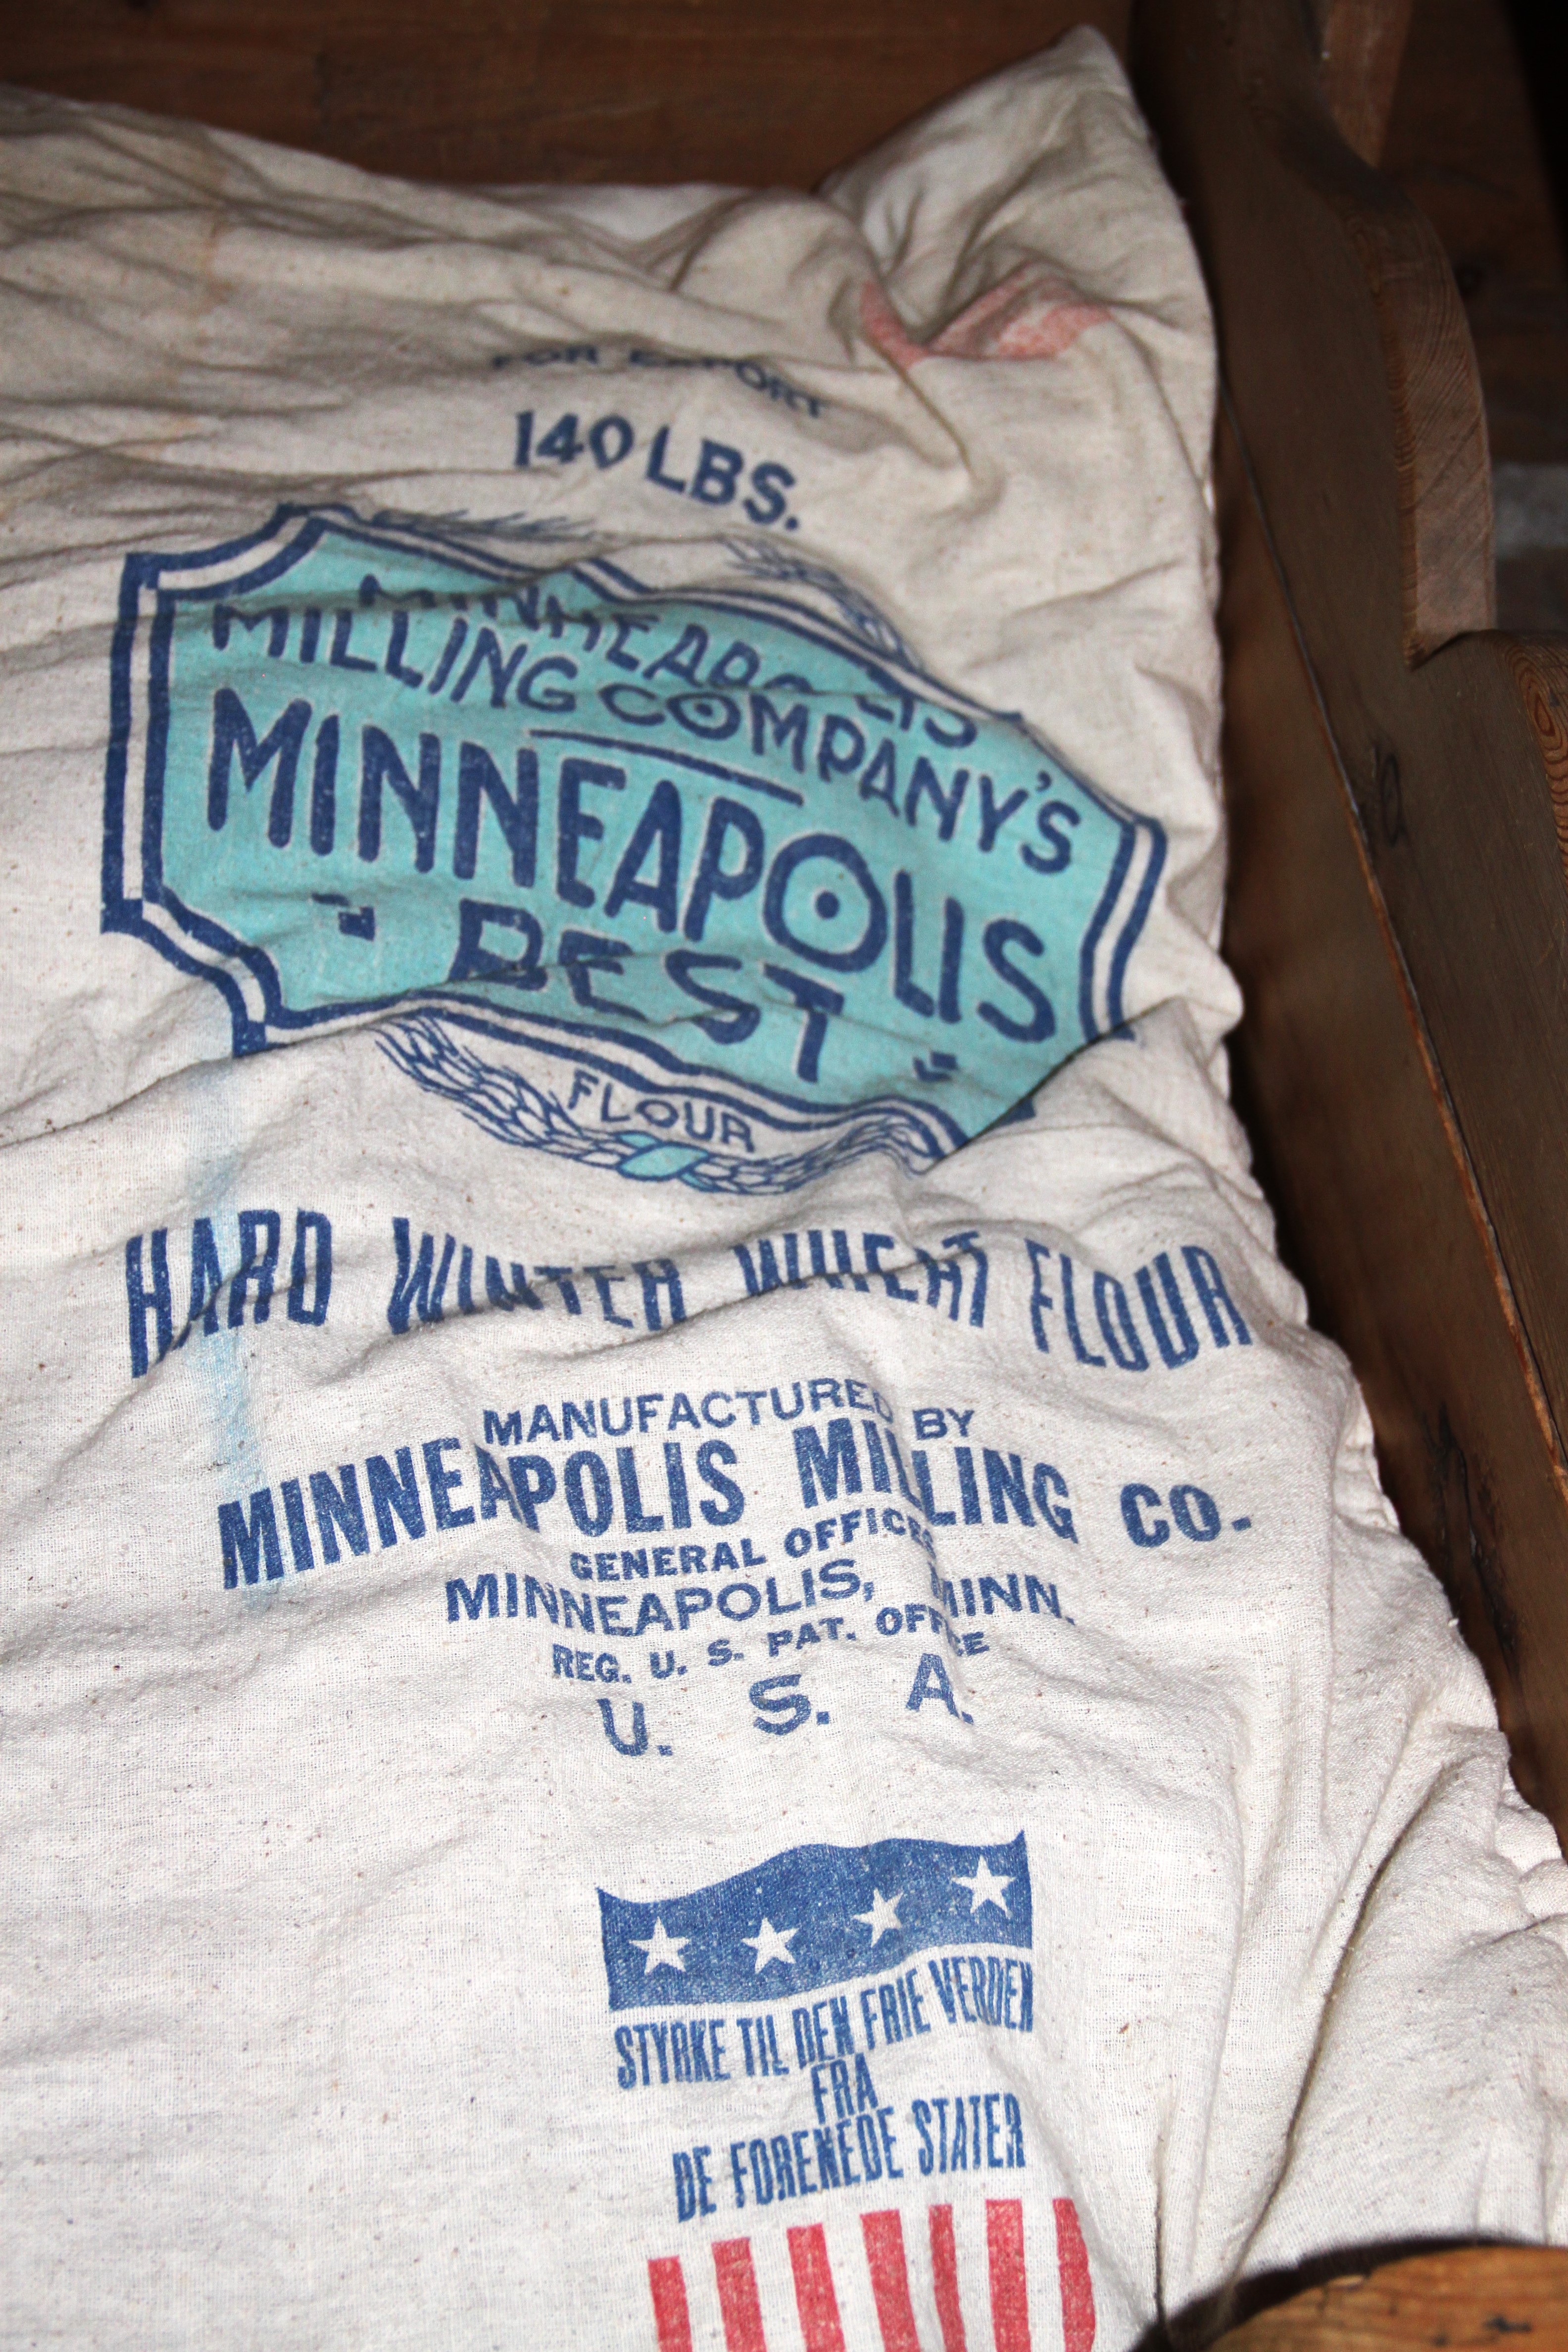 FOR EXPORT
140 LBS.
MINNEAPOLIS
MILLING COMPANY'S
MINNEAPOLIS
"BEST"
FLOUR
HARD WINTER WHEAT FLOUR
MANUFACTURED BY
MINNEAPOLIS MILLING CO.
GENERAL OFFICES
MINNEAPOLIS, MINN.
REG. U. S. PAT. OFFICE
U. S. A.
STYRKE TIL DEN FRIE VERDEN
FRA
DE FORENEDE STATER